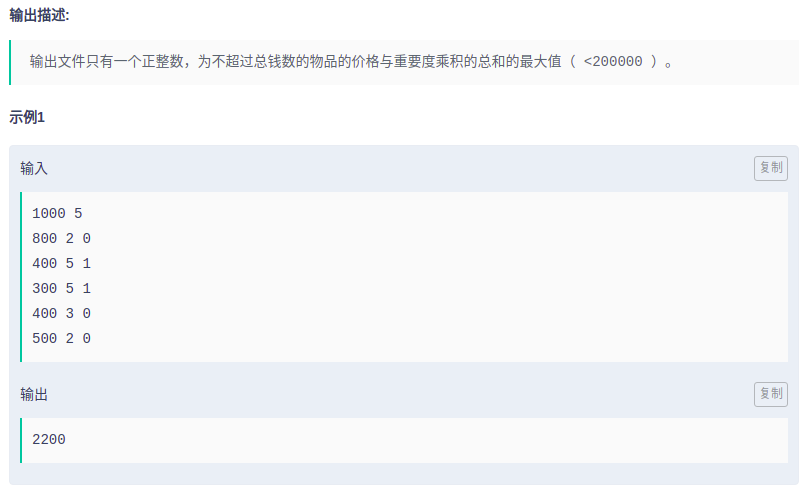 输出描述:
输出文件只有一个正整数，为不超过总钱数的物品的价格与重要度乘积的总和的最大值（ <200000 ）。
示例1
输入
复制
1000 5
800 2 0
400 5 1
300 5 1
400 3 0
500 2 0
输出
复制
2200